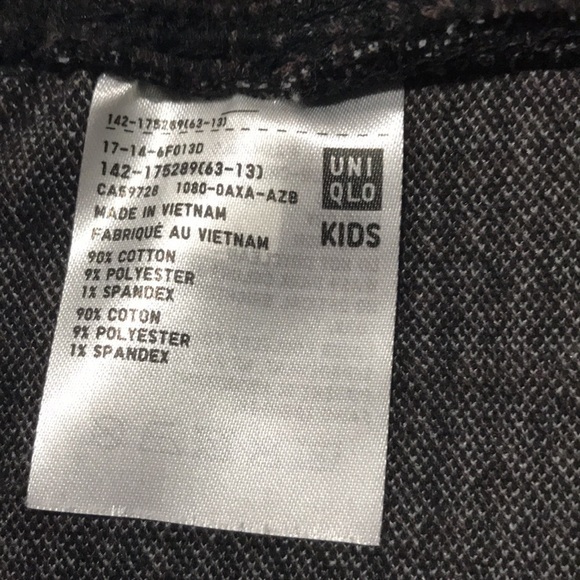 142-175289(63-13)
17-14-6F013D
142-175289(63-13)
CA59728 1080-0AXA-AZB
MADE IN VIETNAM
FABRIQUÉ AU VIETNAM
90% COTTON
9% POLYESTER
1% SPANDEX
90% COTON
9% POLYESTER
1% SPANDEX
UNI
QLO
KIDS